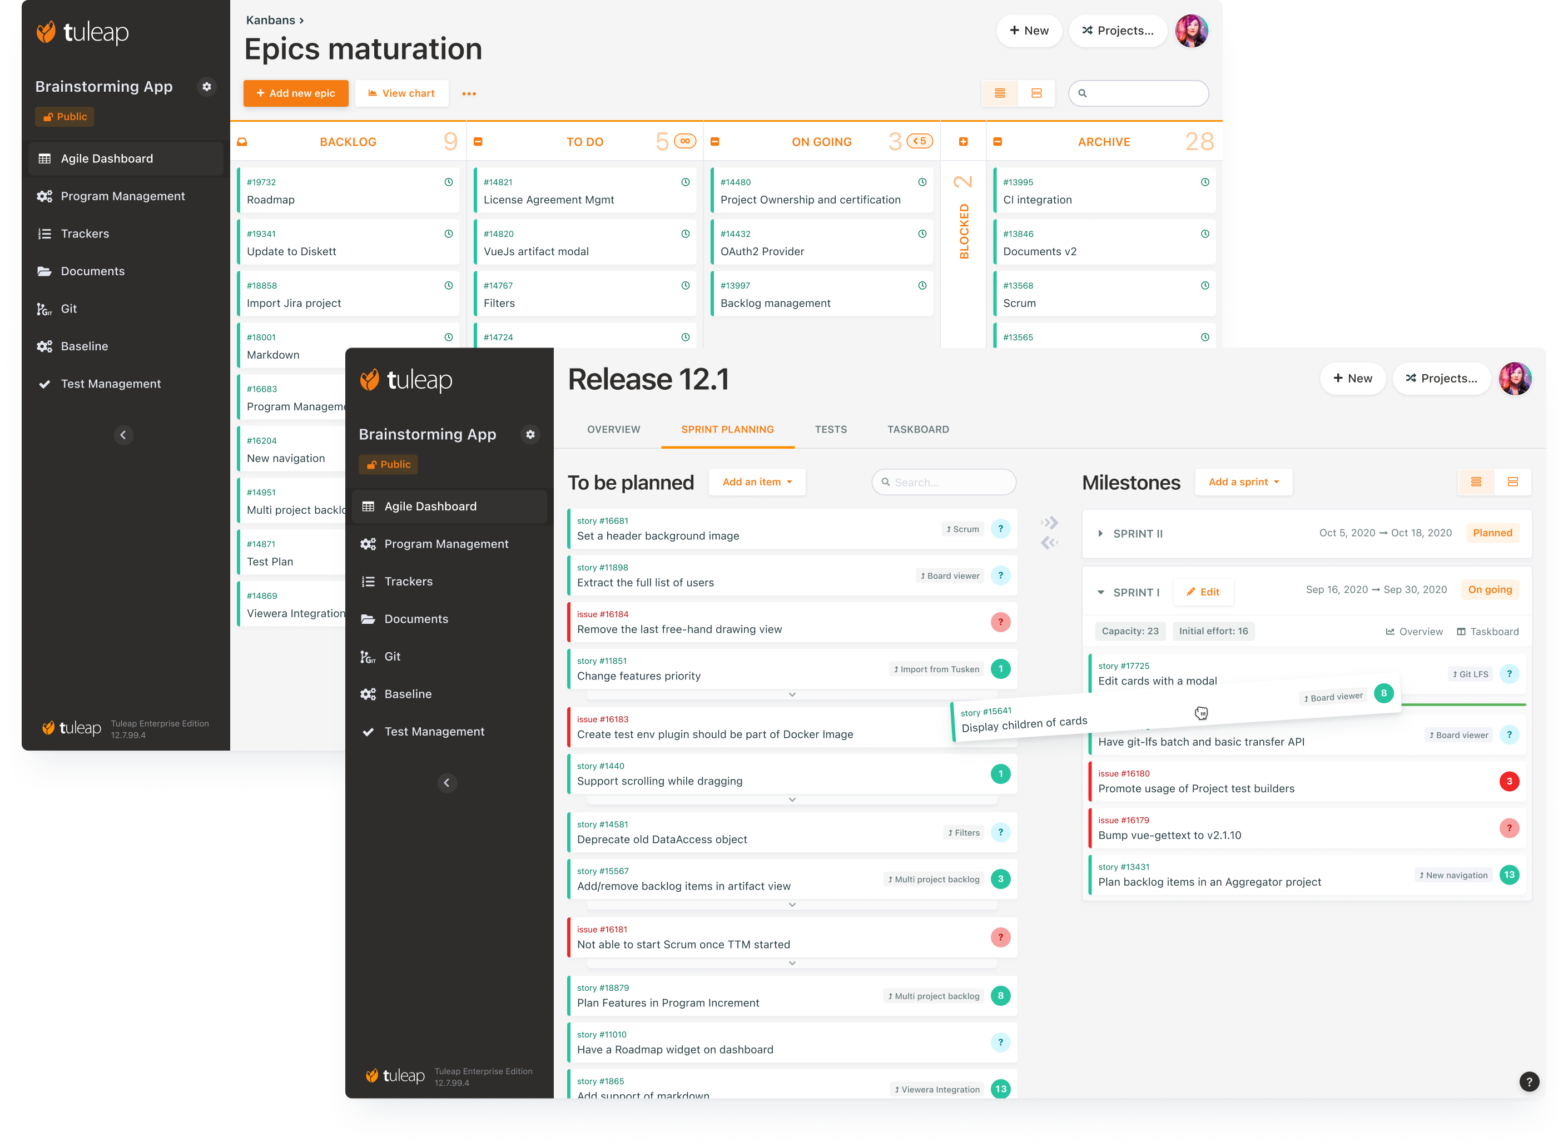 tuleap
Brainstorming App
Public
Agile Dashboard
Program Management
Trackers
Documents
Git
Baseline
Test Management
tuleap
Tuleap Enterprise Edition
12.7.99.4
Kanbans ›
Epics maturation
+ New
Projects...
+ Add new epic
View chart
BACKLOG 9
TO DO 5 ∞
ON GOING 3 < 5
ARCHIVE 28
#19732
Roadmap
#19341
Update to Diskett
#18858
Import Jira project
#18001
Markdown
#16683
Program Managem
#16204
New navigation
#14951
Multi project backlo
#14871
Test Plan
#14869
Viewera Integration
#14821
License Agreement Mgmt
#14820
VueJs artifact modal
#14767
Filters
#14724
#14480
Project Ownership and certification
#14432
OAuth2 Provider
#13997
Backlog management
BLOCKED 2
#13995
CI integration
#13846
Documents v2
#13568
Scrum
#13565
tuleap
Brainstorming App
Public
Agile Dashboard
Program Management
Trackers
Documents
Git
Baseline
Test Management
tuleap
Tuleap Enterprise Edition
12.7.99.4
Release 12.1
+ New
Projects...
OVERVIEW
SPRINT PLANNING
TESTS
TASKBOARD
To be planned
Add an item
Search...
story #16681
Set a header background image
Scrum ?
story #11898
Extract the full list of users
Board viewer ?
issue #16184
Remove the last free-hand drawing view
?
story #11851
Change features priority
Import from Tusken 1
issue #16183
Create test env plugin should be part of Docker Image
story #1440
Support scrolling while dragging
1
story #14581
Deprecate old DataAccess object
Filters ?
story #15567
Add/remove backlog items in artifact view
Multi project backlog 3
issue #16181
Not able to start Scrum once TTM started
?
story #18879
Plan Features in Program Increment
Multi project backlog 8
story #11010
Have a Roadmap widget on dashboard
?
story #1865
Add support of markdown
Viewera Integration 13
Milestones
Add a sprint
SPRINT II
Oct 5, 2020 → Oct 18, 2020
Planned
SPRINT I
Edit
Sep 16, 2020 → Sep 30, 2020
On going
Capacity: 23
Initial effort: 16
Overview
Taskboard
story #17725
Edit cards with a modal
Git LFS ?
story #15641
Display children of cards
Board viewer 8
Have git-lfs batch and basic transfer API
Board viewer ?
issue #16180
Promote usage of Project test builders
3
issue #16179
Bump vue-gettext to v2.1.10
?
story #13431
Plan backlog items in an Aggregator project
New navigation 13
?